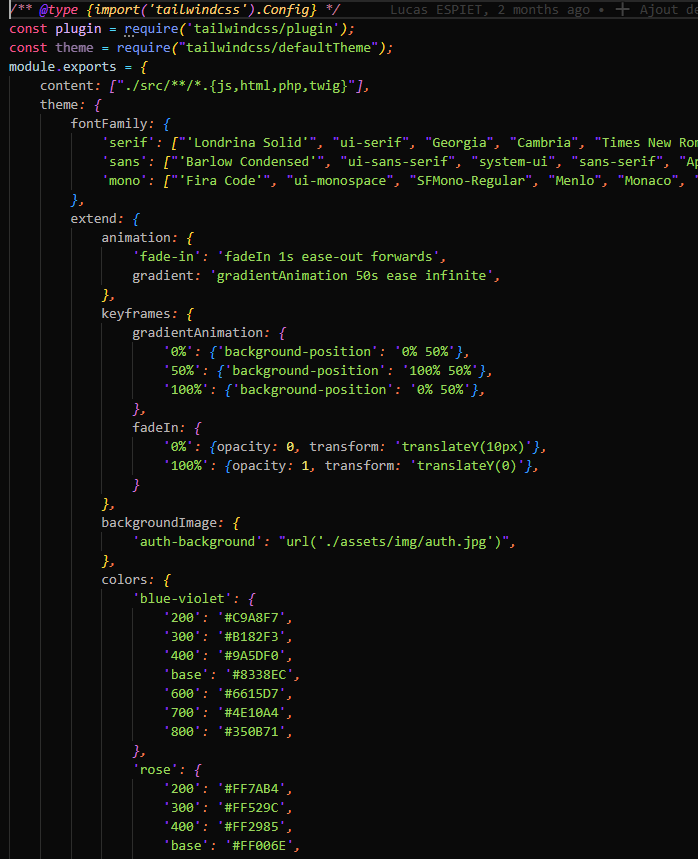 /** @type {import('tailwindcss').Config} */ Lucas ESPIET, 2 months ago • Ajout de
const plugin = require('tailwindcss/plugin');
const theme = require("tailwindcss/defaultTheme");
module.exports = {
content: ["./src/**/*.{js,html,php,twig}"],
theme: {
fontFamily: {
'serif': ["'Londrina Solid'", "ui-serif", "Georgia", "Cambria", "Times New Rom
'sans': ["'Barlow Condensed'", "ui-sans-serif", "system-ui", "sans-serif", "Ap
'mono': ["'Fira Code'", "ui-monospace", "SFMono-Regular", "Menlo", "Monaco", "
},
extend: {
animation: {
'fade-in': 'fadeIn 1s ease-out forwards',
gradient: 'gradientAnimation 50s ease infinite',
},
keyframes: {
gradientAnimation: {
'0%': {'background-position': '0% 50%'},
'50%': {'background-position': '100% 50%'},
'100%': {'background-position': '0% 50%'},
},
fadeIn: {
'0%': {opacity: 0, transform: 'translateY(10px)'},
'100%': {opacity: 1, transform: 'translateY(0)'},
}
},
backgroundImage: {
'auth-background': "url('./assets/img/auth.jpg')",
},
colors: {
'blue-violet': {
'200': '#C9A8F7',
'300': '#B182F3',
'400': '#9A5DF0',
'base': '#8338EC',
'600': '#6615D7',
'700': '#4E10A4',
'800': '#350B71',
},
'rose': {
'200': '#FF7AB4',
'300': '#FF529C',
'400': '#FF2985',
'base': '#FF006E',